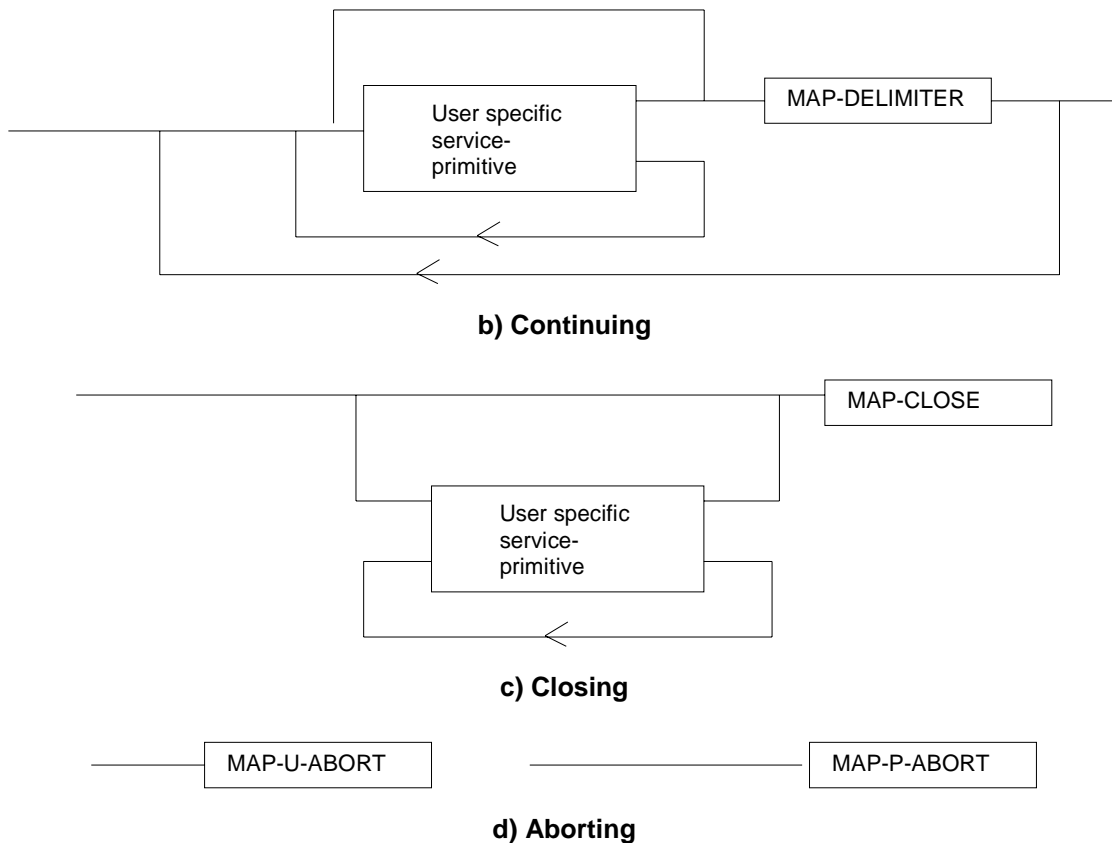 User specific
service-
primitive
MAP-DELIMITER
b) Continuing
MAP-CLOSE
User specific
service-
primitive
c) Closing
MAP-U-ABORT
MAP-P-ABORT
d) Aborting